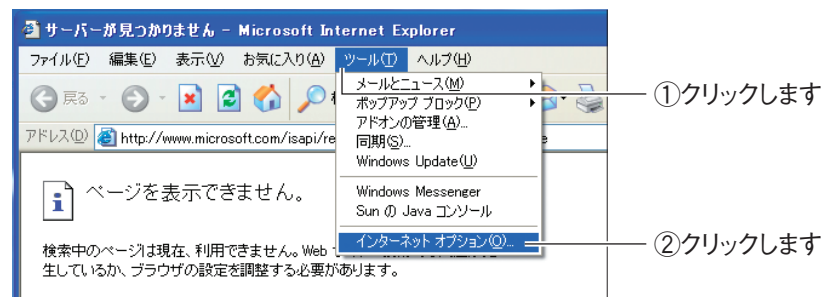 サーバーが見つかりません - Microsoft Internet Explorer
ファイル(F) 編集(E) 表示(V) お気に入り(A) ツール(T) ヘルプ(H)
メールとニュース(M)
戻る
ポップアップ ブロック(P)
①クリックします
アドオンの管理(A)...
アドレス(D) http://www.microsoft.com/isapi/re
同期(S)...
Windows Update(U)
ページを表示できません。
Windows Messenger
Sun の Java コンソール
インターネット オプション(O)...
②クリックします
検索中のページは現在、利用できません。Web
生しているか、ブラウザの設定を調整する必要があります。